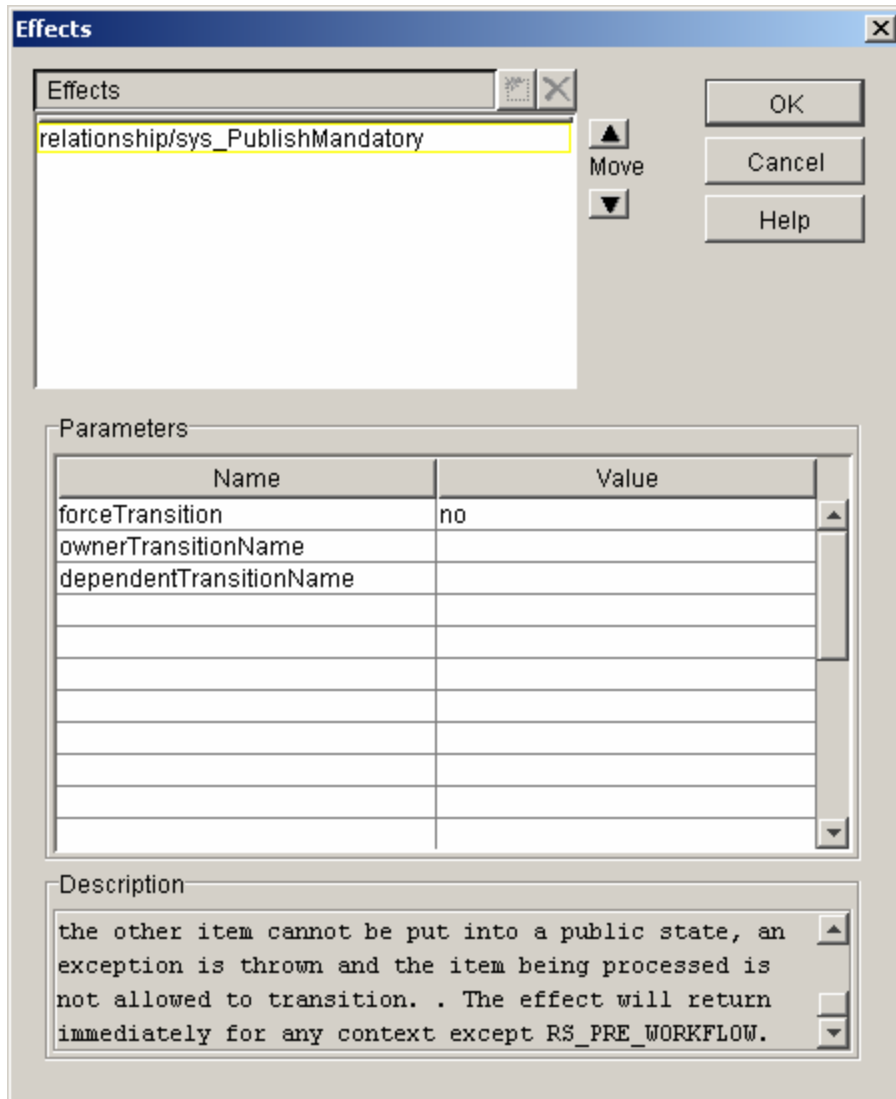 Effects
Effects
relationship/sys_PublishMandatory
Move
OK
Cancel
Help
Parameters
Name Value
forceTransition no
ownerTransitionName
dependentTransitionName
Description
the other item cannot be put into a public state, an
exception is thrown and the item being processed is
not allowed to transition. . The effect will return
immediately for any context except RS_PRE_WORKFLOW.